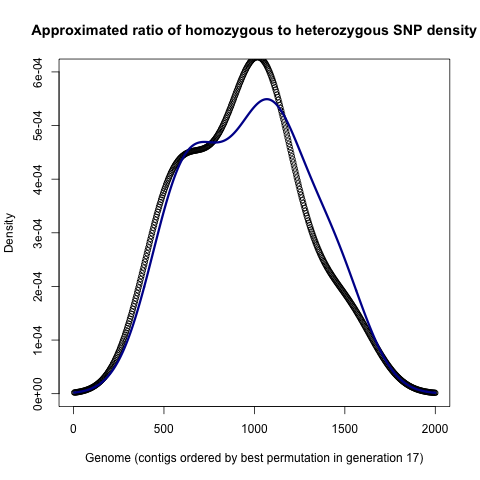 Approximated ratio of homozygous to heterozygous SNP density
6e-04
5e-04
4e-04
3e-04
2e-04
1e-04
0e+00
Density
0 500 1000 1500 2000
Genome (contigs ordered by best permutation in generation 17)